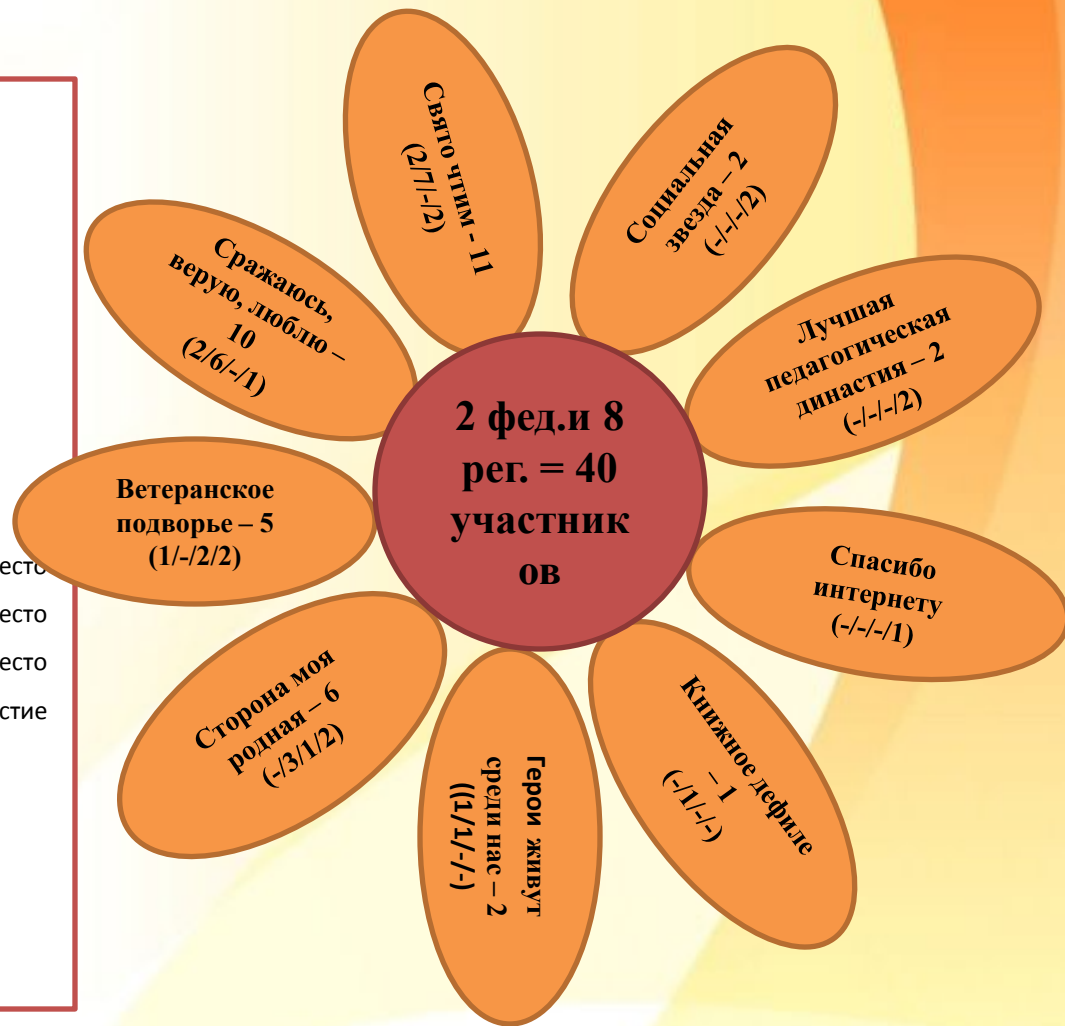 Свято чтим - 11
(2/7/-/2)
Социальная
звезда – 2
(-/-/-/2)
Лучшая
педагогическая
династия – 2
(-/-/-/2)
Спасибо
интернету
(-/-/-/1)
Книжное дефиле
– 1
(-/1/-/-)
Герои живут
среди нас – 2
((1/1/-/-)
Сторона моя
родная – 6
(-/3/1/2)
Ветеранское
подворье – 5
(1/-/2/2)
Сражаюсь,
верую, люблю –
10
(2/6/-/1)
2 фед.и 8
рег. = 40
участник
ов
есто
есто
есто
стие